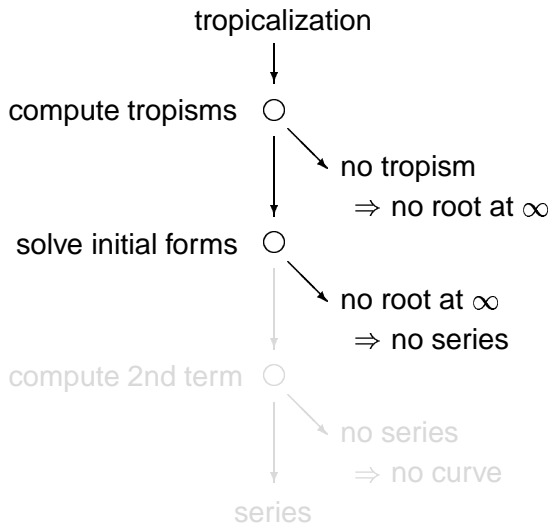 tropicalization
compute tropisms
no tropism
⇒ no root at ∞
solve initial forms
no root at ∞
⇒ no series
compute 2nd term
no series
⇒ no curve
series